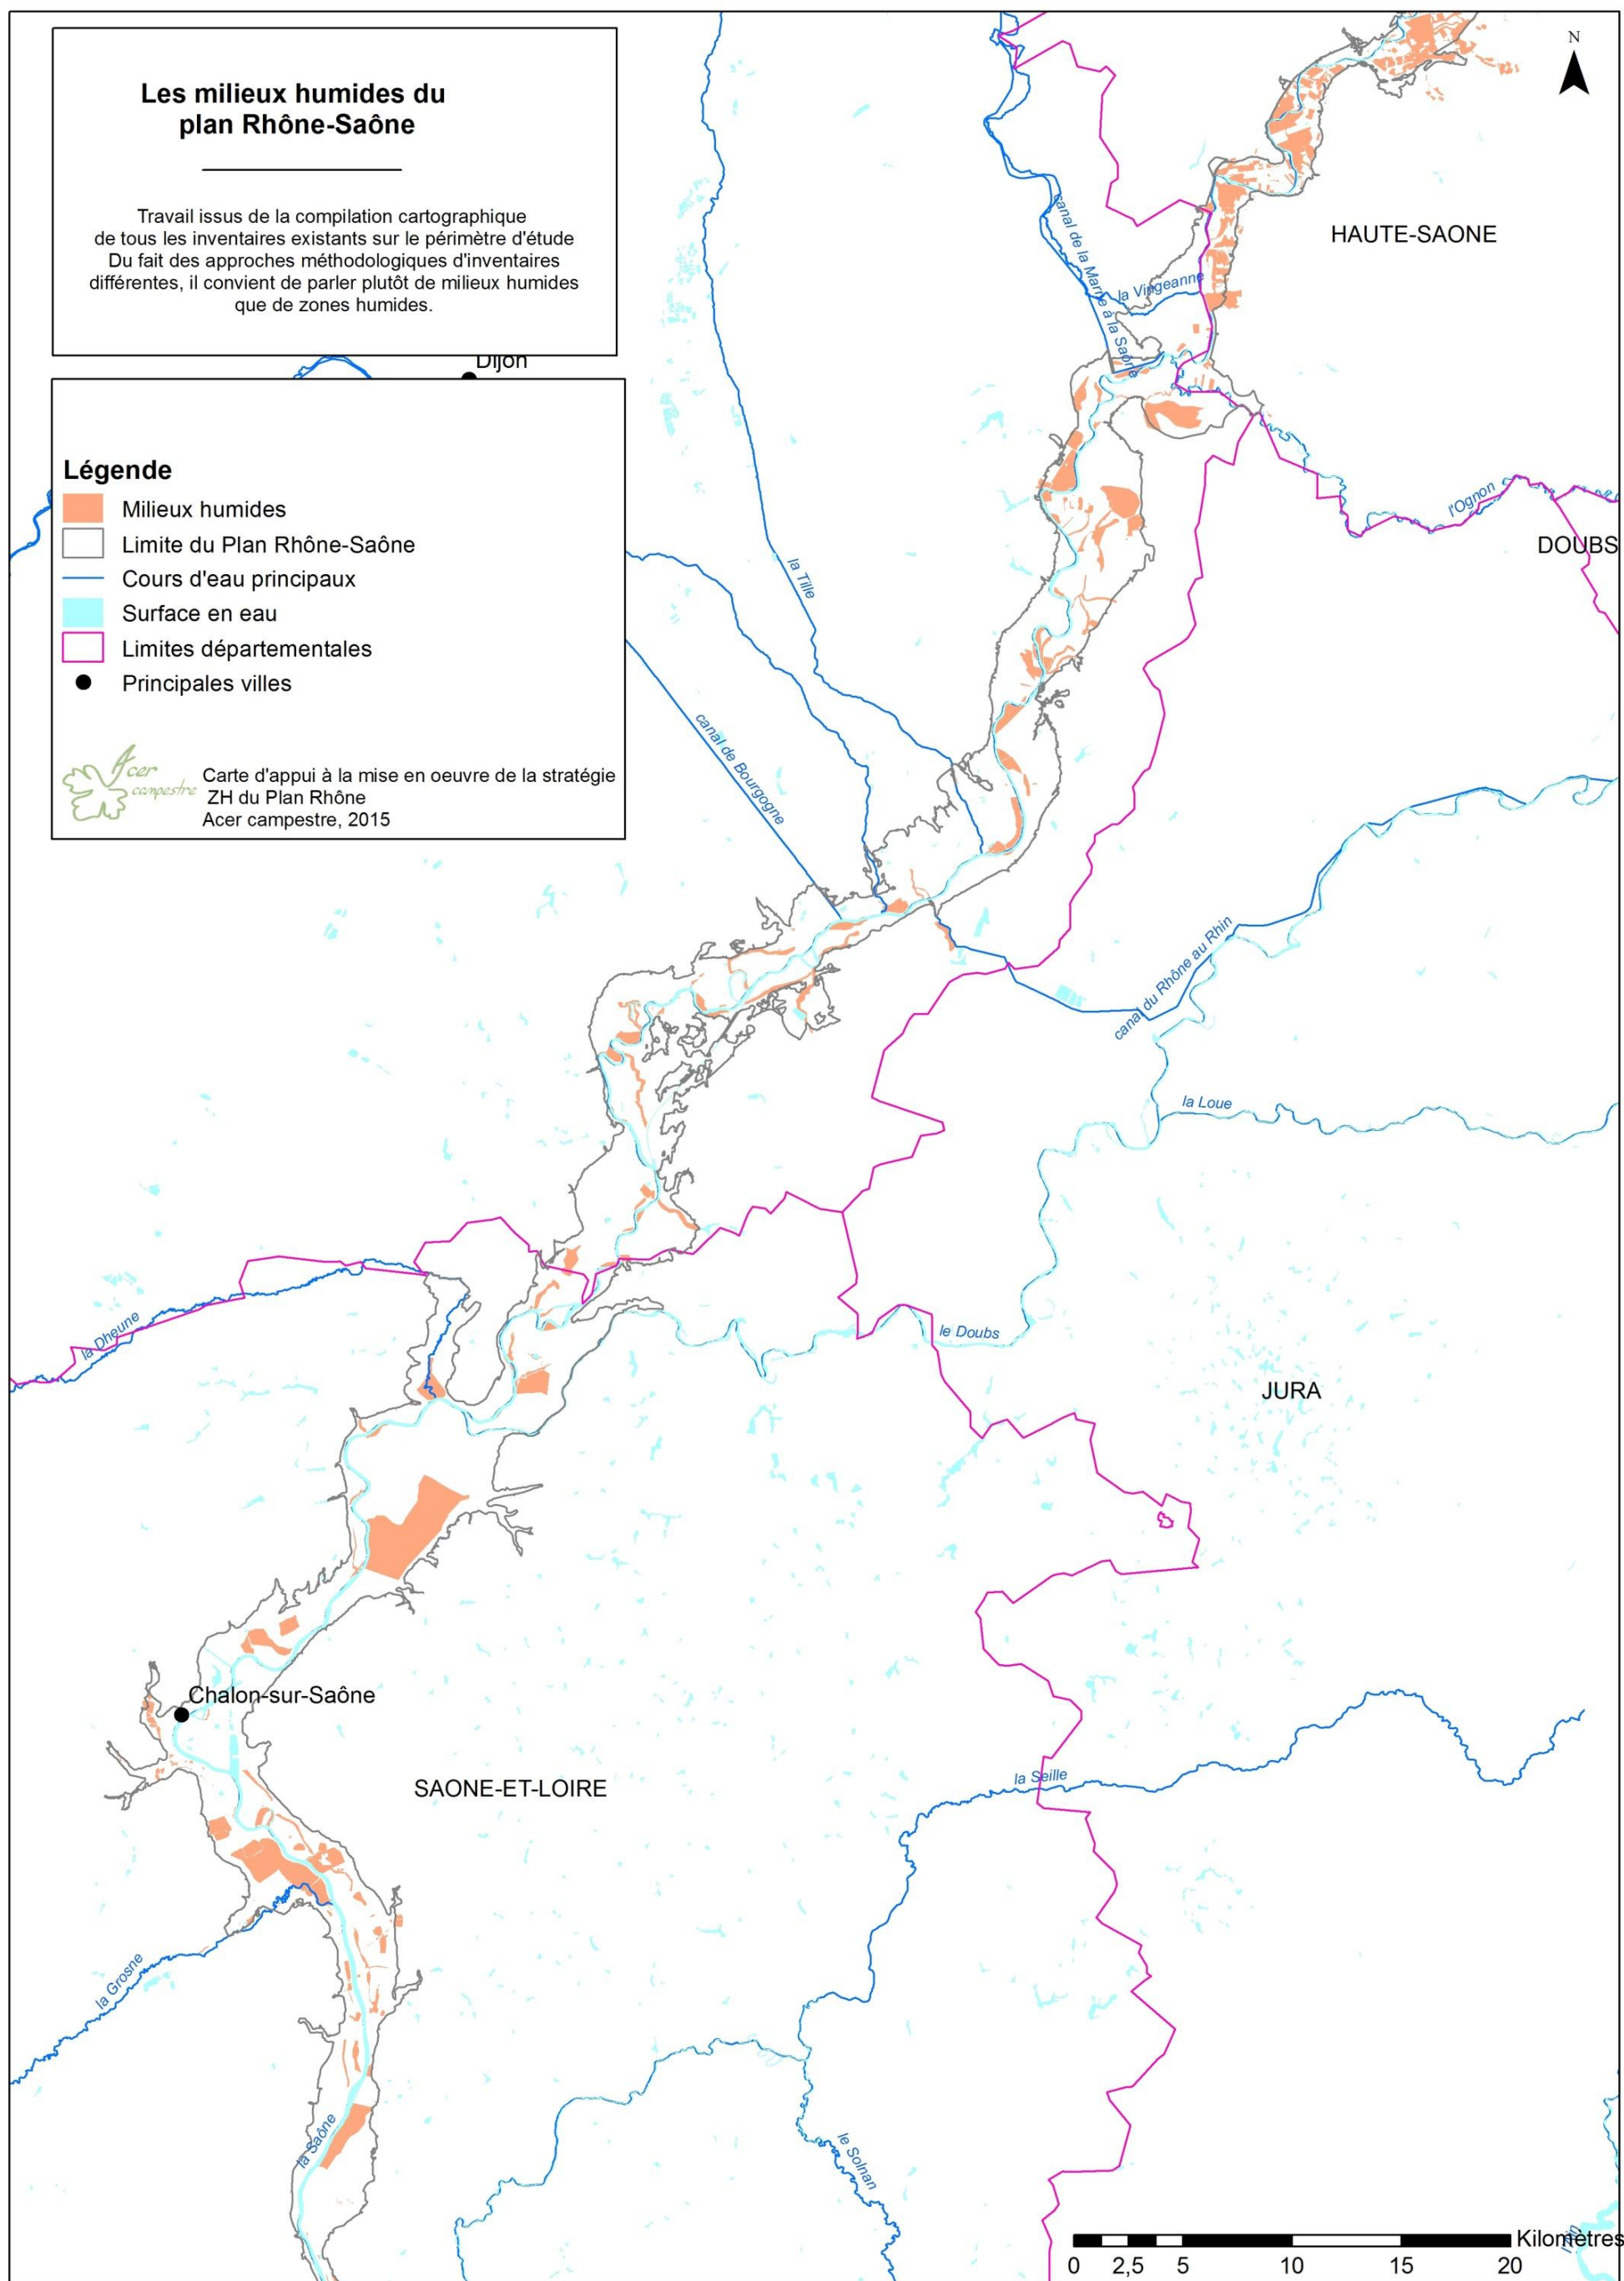 Les milieux humides du
plan Rhône-Saône
Travail issus de la compilation cartographique
de tous les inventaires existants sur le périmètre d'étude
Du fait des approches méthodologiques d'inventaires
différentes, il convient de parler plutôt de milieux humides
que de zones humides.
N
HAUTE-SAONE
canal de la Marne à la Saône
la Vingeanne
Dijon
Légende
Milieux humides
Limite du Plan Rhône-Saône
Cours d'eau principaux
Surface en eau
Limites départementales
Principales villes
Acer
campestre
Carte d'appui à la mise en oeuvre de la stratégie
ZH du Plan Rhône
Acer campestre, 2015
l'Ognon
DOUBS
la Tille
canal de Bourgogne
canal du Rhône au Rhin
la Loue
la Dheune
le Doubs
JURA
Chalon-sur-Saône
SAONE-ET-LOIRE
la Seille
la Grosne
la Saône
le Solnan
Kilomètres
0 2,5 5 10 15 20